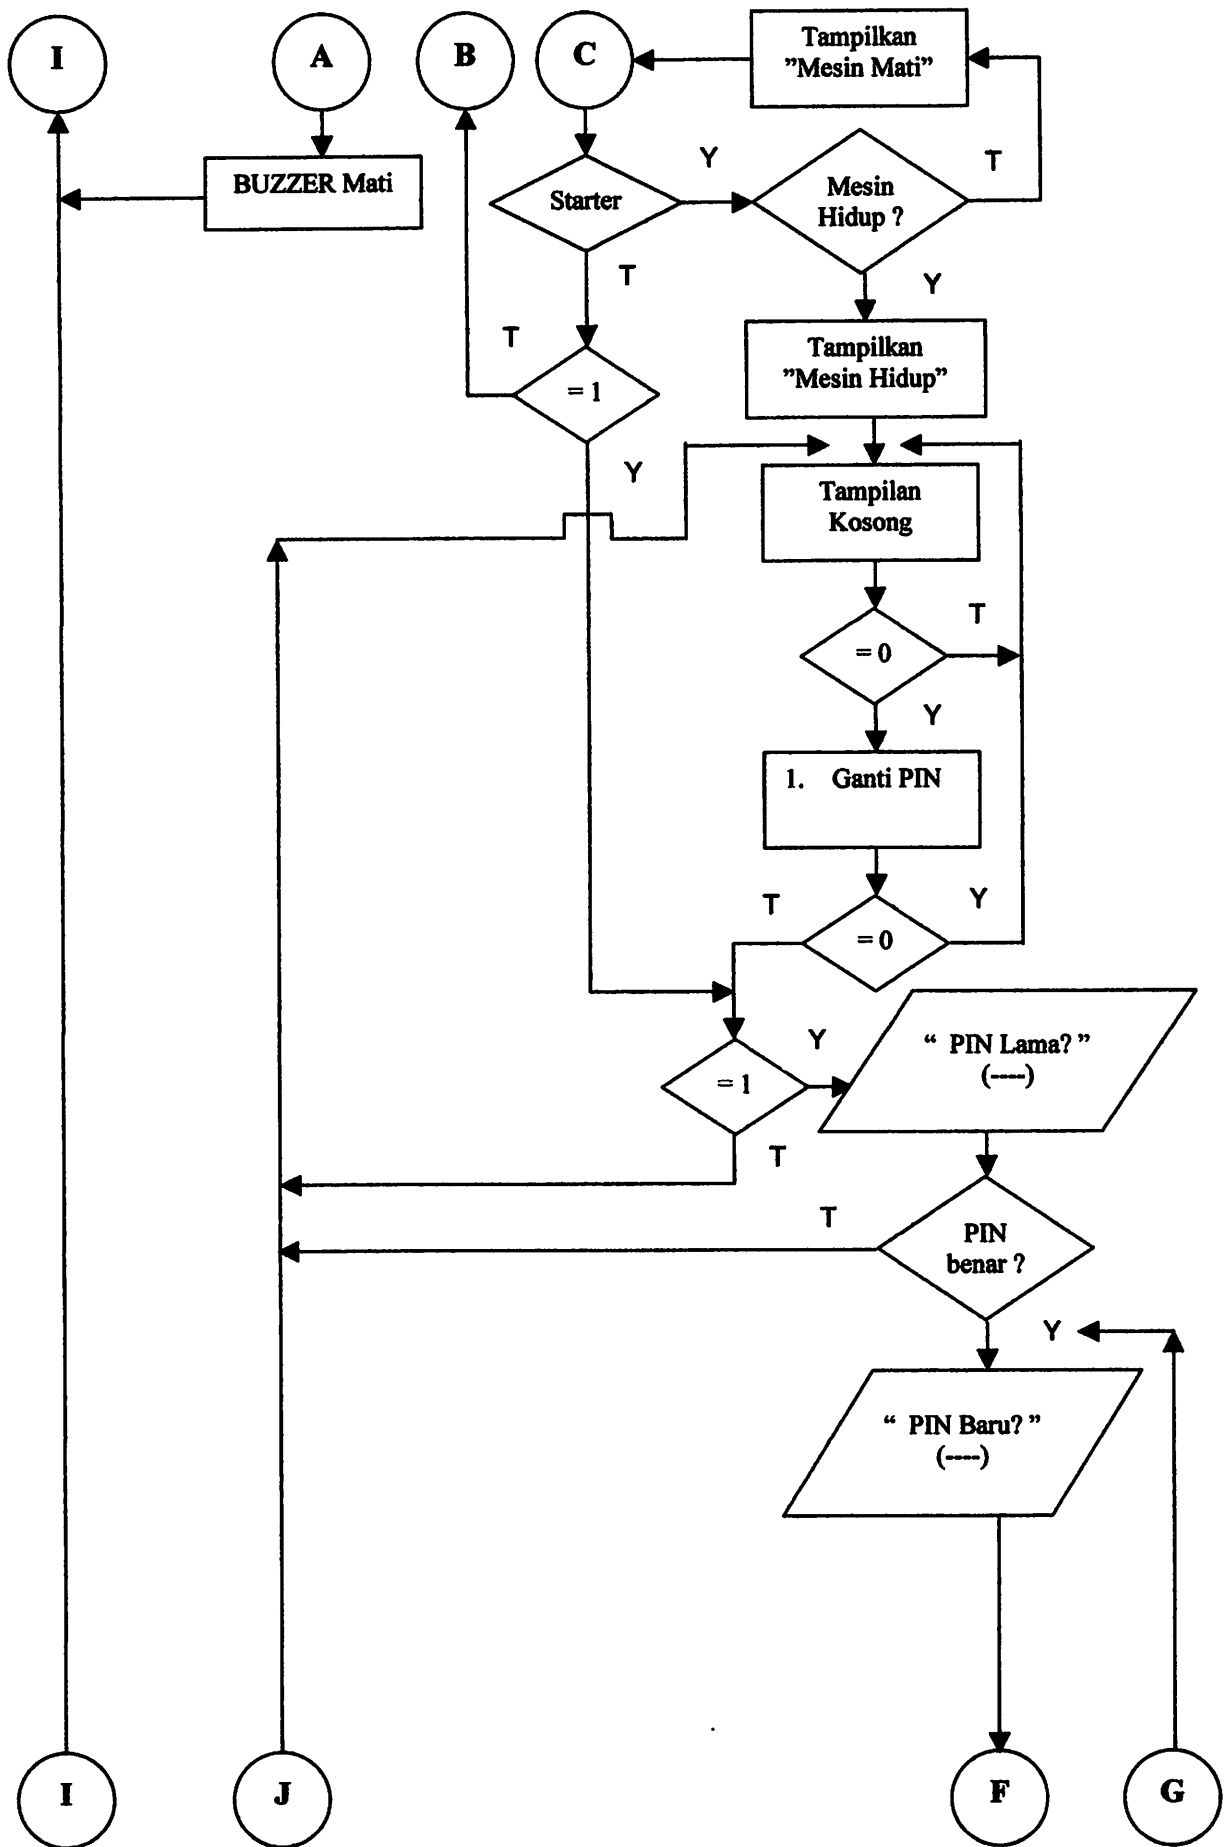 I
A
B
C
Tampilkan
"Mesin Mati"
BUZZER Mati
Starter
Y
Mesin
Hidup ?
T
T
Y
T
= 1
Tampilkan
"Mesin Hidup"
Y
Tampilan
Kosong
T
= 0
Y
1. Ganti PIN
T
Y
= 0
Y
" PIN Lama? "
(----)
= 1
T
T
PIN
benar ?
Y
" PIN Baru? "
(----)
I
J
F
G